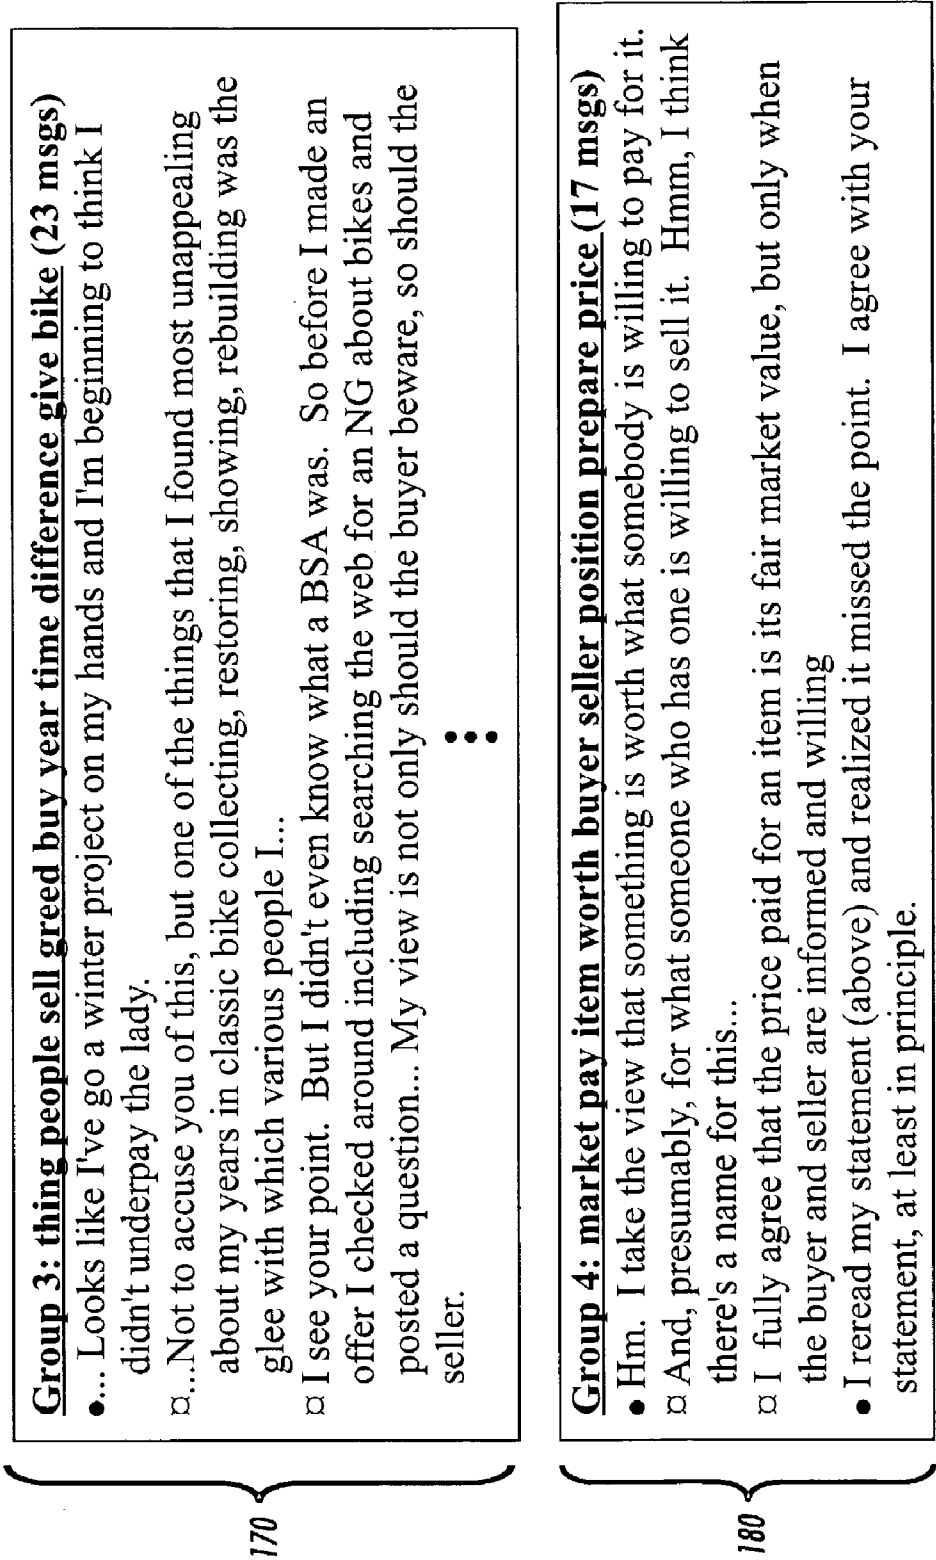 Group 3: thing people sell greed buy year time difference give bike (23 msgs)
●... Looks like I've go a winter project on my hands and I'm beginning to think I
didn't underpay the lady.
¤...Not to accuse you of this, but one of the things that I found most unappealing
about my years in classic bike collecting, restoring, showing, rebuilding was the
glee with which various people I...
¤ I see your point.  But I didn't even know what a BSA was.  So before I made an
offer I checked around including searching the web for an NG about bikes and
posted a question... My view is not only should the buyer beware, so should the
seller.
170
Group 4: market pay item worth buyer seller position prepare price (17 msgs)
● Hm.  I take the view that something is worth what somebody is willing to pay for it.
¤ And, presumably, for what someone who has one is willing to sell it.  Hmm, I think
there's a name for this...
¤ I  fully agree that the price paid for an item is its fair market value, but only when
the buyer and seller are informed and willing
● I reread my statement (above) and realized it missed the point.  I agree with your
statement, at least in principle.
180